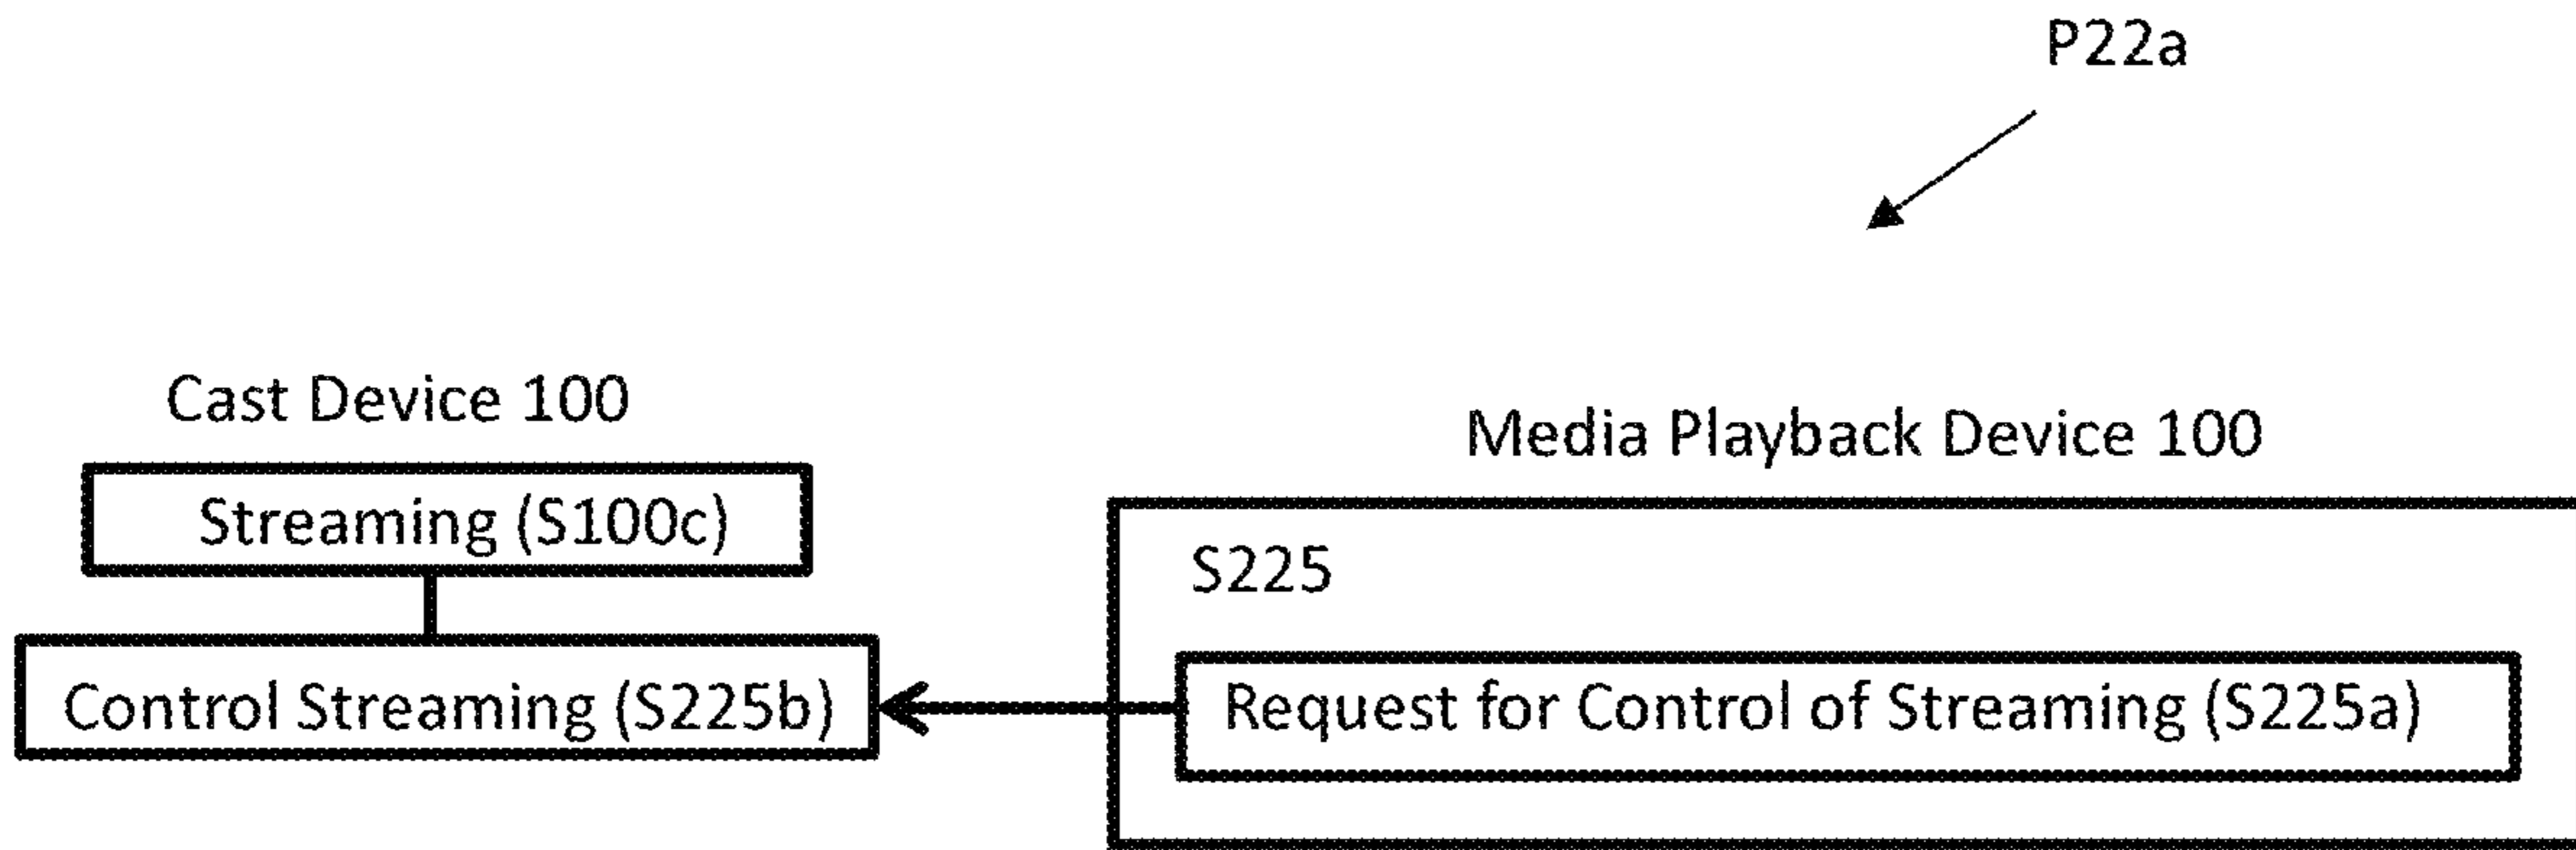 P22a
Cast Device 100
Streaming (S100c)
Control Streaming (S225b)
Media Playback Device 100
S225
Request for Control of Streaming (S225a)